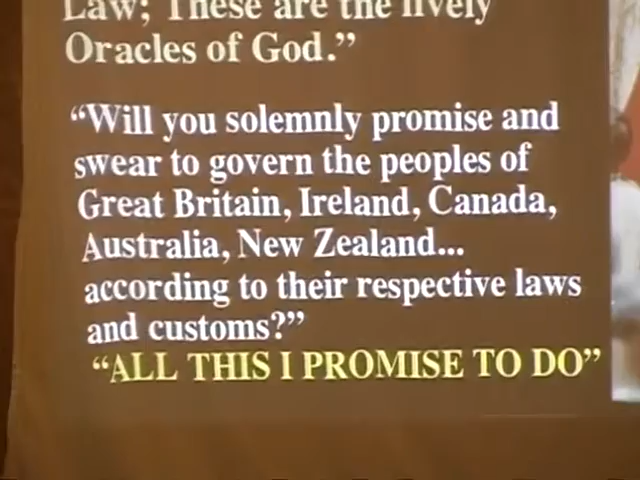 Law; These are the lively
Oracles of God.”
“Will you solemnly promise and
swear to govern the peoples of
Great Britain, Ireland, Canada,
Australia, New Zealand...
according to their respective laws
and customs?”
“ALL THIS I PROMISE TO DO”